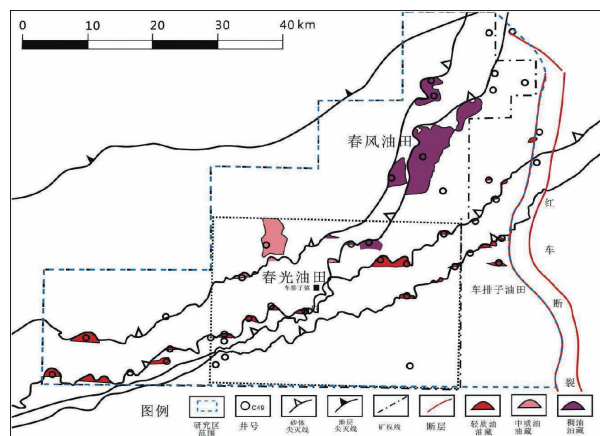 0 10 20 30 40 km
春风油田
春光油田
车排子镇
车排子油田
红
车
断
裂
图例
研究区
范围
井号
C49
砂体
尖灭线
地层
尖灭线
矿权线
断层
轻质油
油藏
中质油
油藏
稠油
油藏